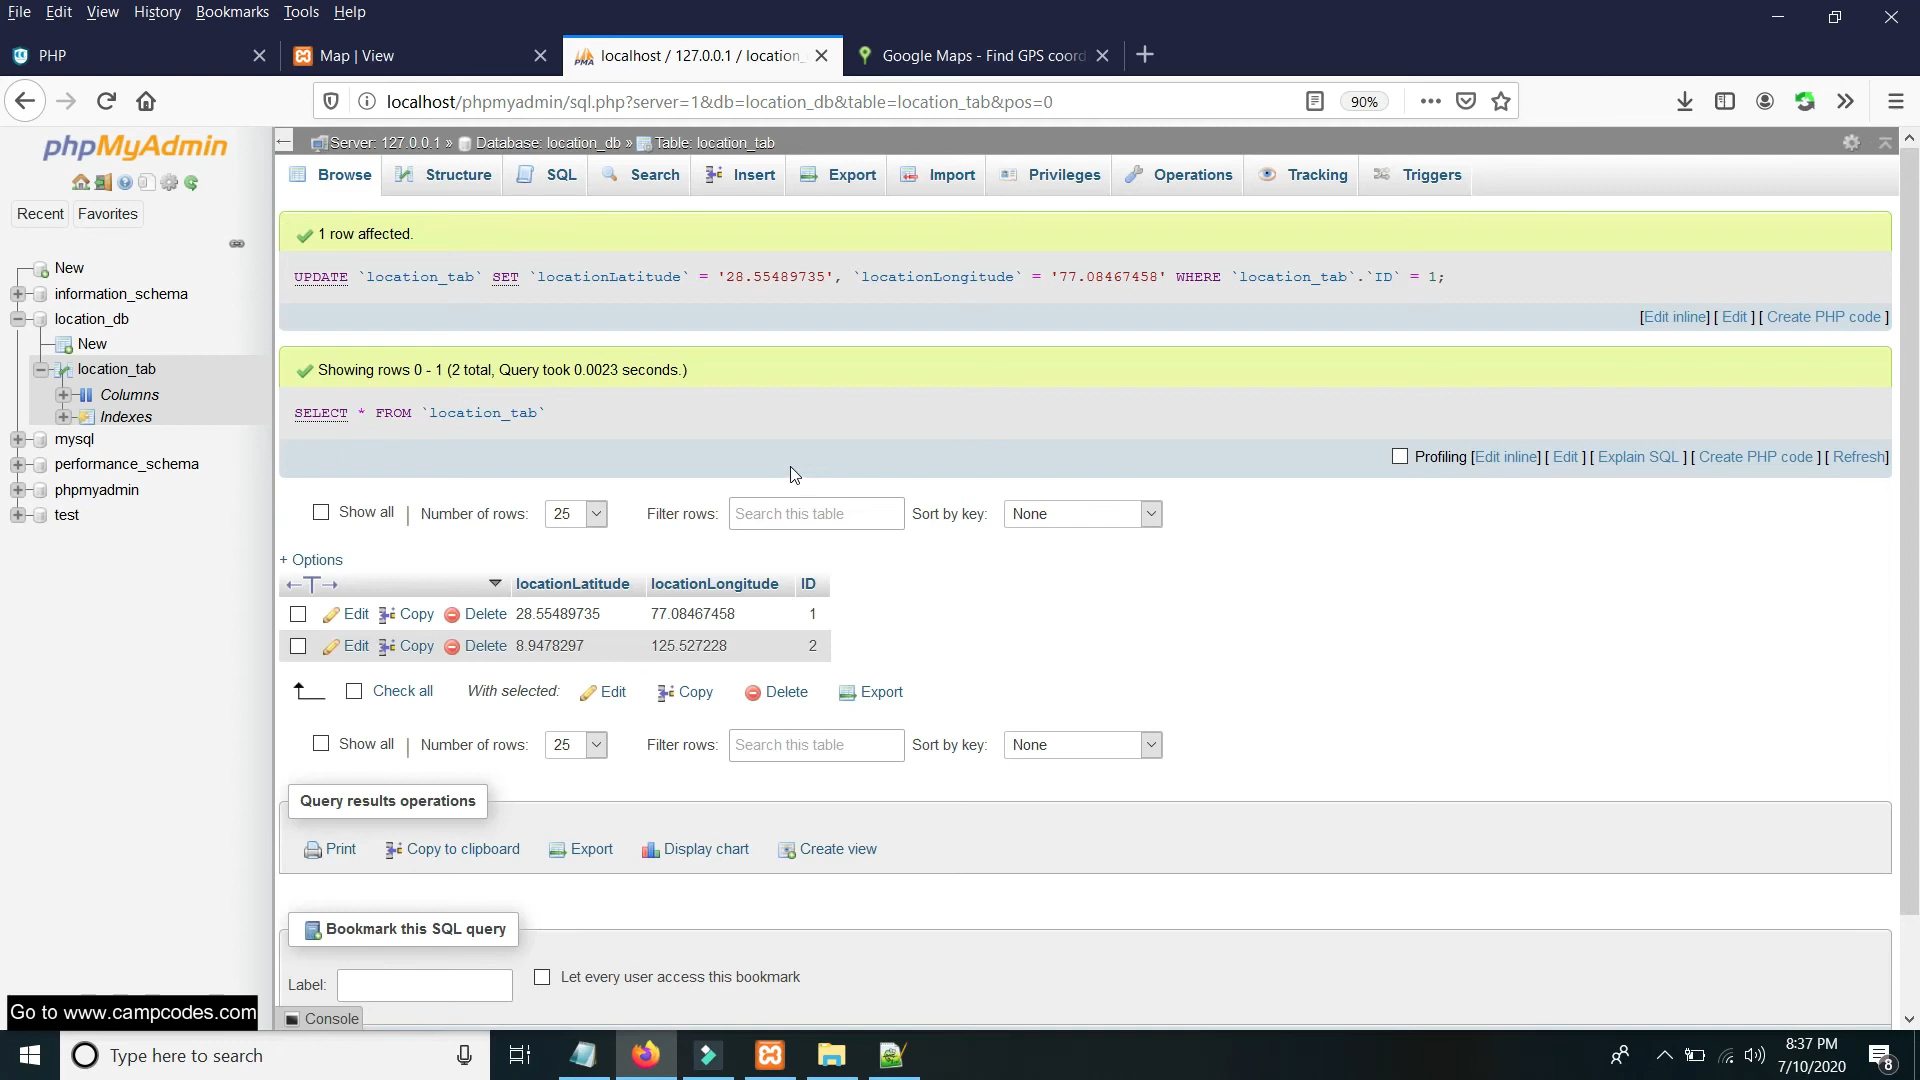 File Edit View History Bookmarks Tools Help
PHP
Map | View
localhost / 127.0.0.1 / location_
Google Maps - Find GPS coord
localhost/phpmyadmin/sql.php?server=1&db=location_db&table=location_tab&pos=0
90%
phpMyAdmin
Recent Favorites
New
information_schema
location_db
New
location_tab
Columns
Indexes
mysql
performance_schema
phpmyadmin
test
Server: 127.0.0.1 » Database: location_db » Table: location_tab
Browse Structure SQL Search Insert Export Import Privileges Operations Tracking Triggers
1 row affected.
UPDATE `location_tab` SET `locationLatitude` = '28.55489735', `locationLongitude` = '77.08467458' WHERE `location_tab`.`ID` = 1;
[Edit inline] [ Edit ] [ Create PHP code ]
Showing rows 0 - 1 (2 total, Query took 0.0023 seconds.)
SELECT * FROM `location_tab`
Profiling [Edit inline] [ Edit ] [ Explain SQL ] [ Create PHP code ] [ Refresh]
Show all | Number of rows: 25 Filter rows: Search this table Sort by key: None
+ Options
←T→ locationLatitude locationLongitude ID
Edit Copy Delete 28.55489735 77.08467458 1
Edit Copy Delete 8.9478297 125.527228 2
Check all With selected: Edit Copy Delete Export
Show all | Number of rows: 25 Filter rows: Search this table Sort by key: None
Query results operations
Print Copy to clipboard Export Display chart Create view
Bookmark this SQL query
Label: Let every user access this bookmark
Console
Go to www.campcodes.com
Type here to search
8:37 PM
7/10/2020
8